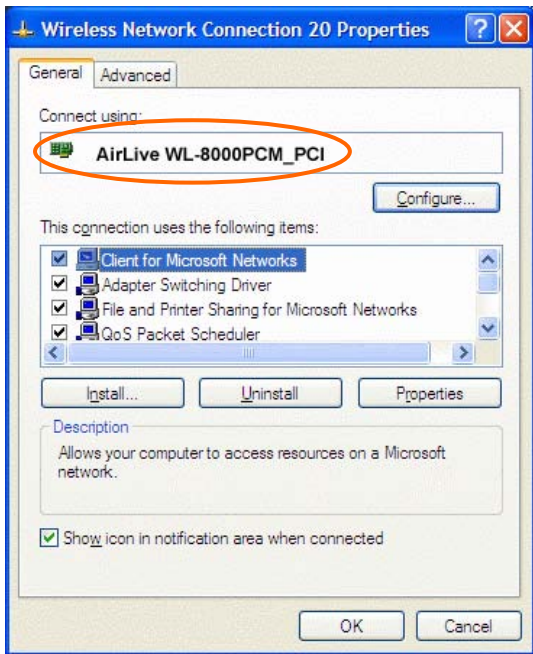 Wireless Network Connection 20 Properties
General Advanced
Connect using:
AirLive WL-8000PCM_PCI
Configure...
This connection uses the following items:
Client for Microsoft Networks
Adapter Switching Driver
File and Printer Sharing for Microsoft Networks
QoS Packet Scheduler
Install... Uninstall Properties
Description
Allows your computer to access resources on a Microsoft
network.
Show icon in notification area when connected
OK Cancel